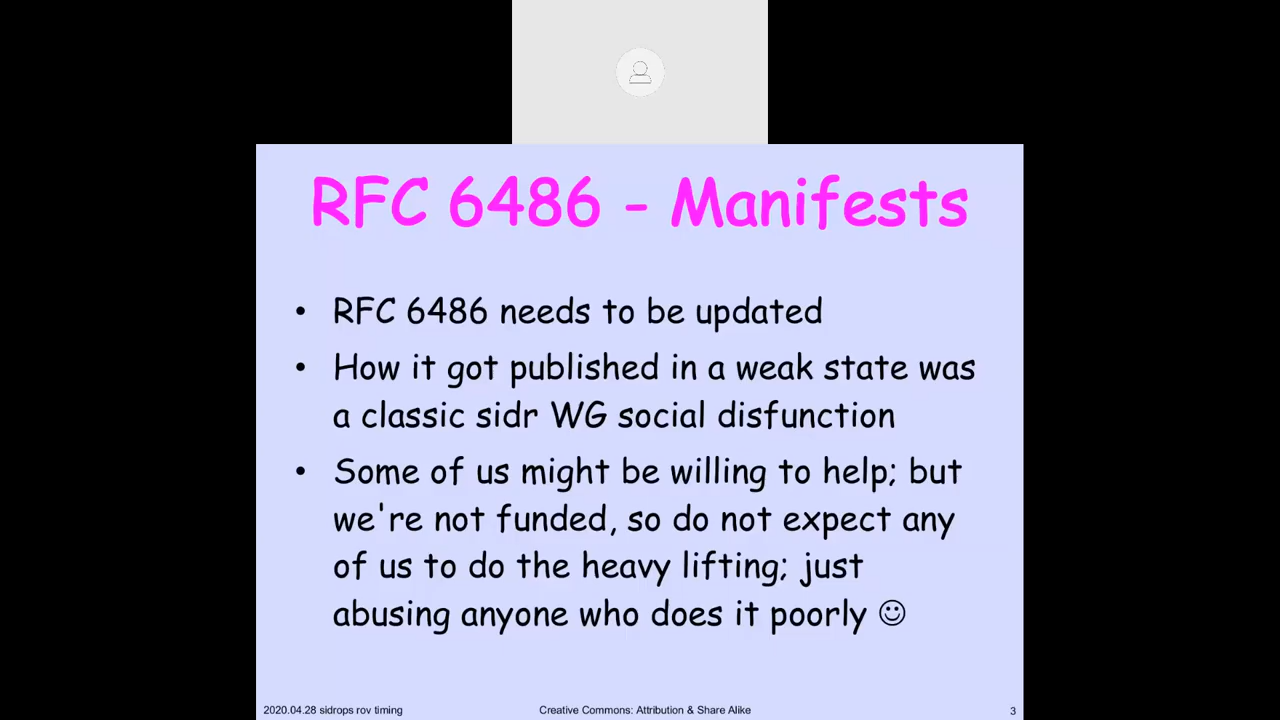 RFC 6486 - Manifests
• RFC 6486 needs to be updated
• How it got published in a weak state was
a classic sidr WG social disfunction
• Some of us might be willing to help; but
we're not funded, so do not expect any
of us to do the heavy lifting; just
abusing anyone who does it poorly ☺
2020.04.28 sidrops rov timing
Creative Commons: Attribution & Share Alike
3